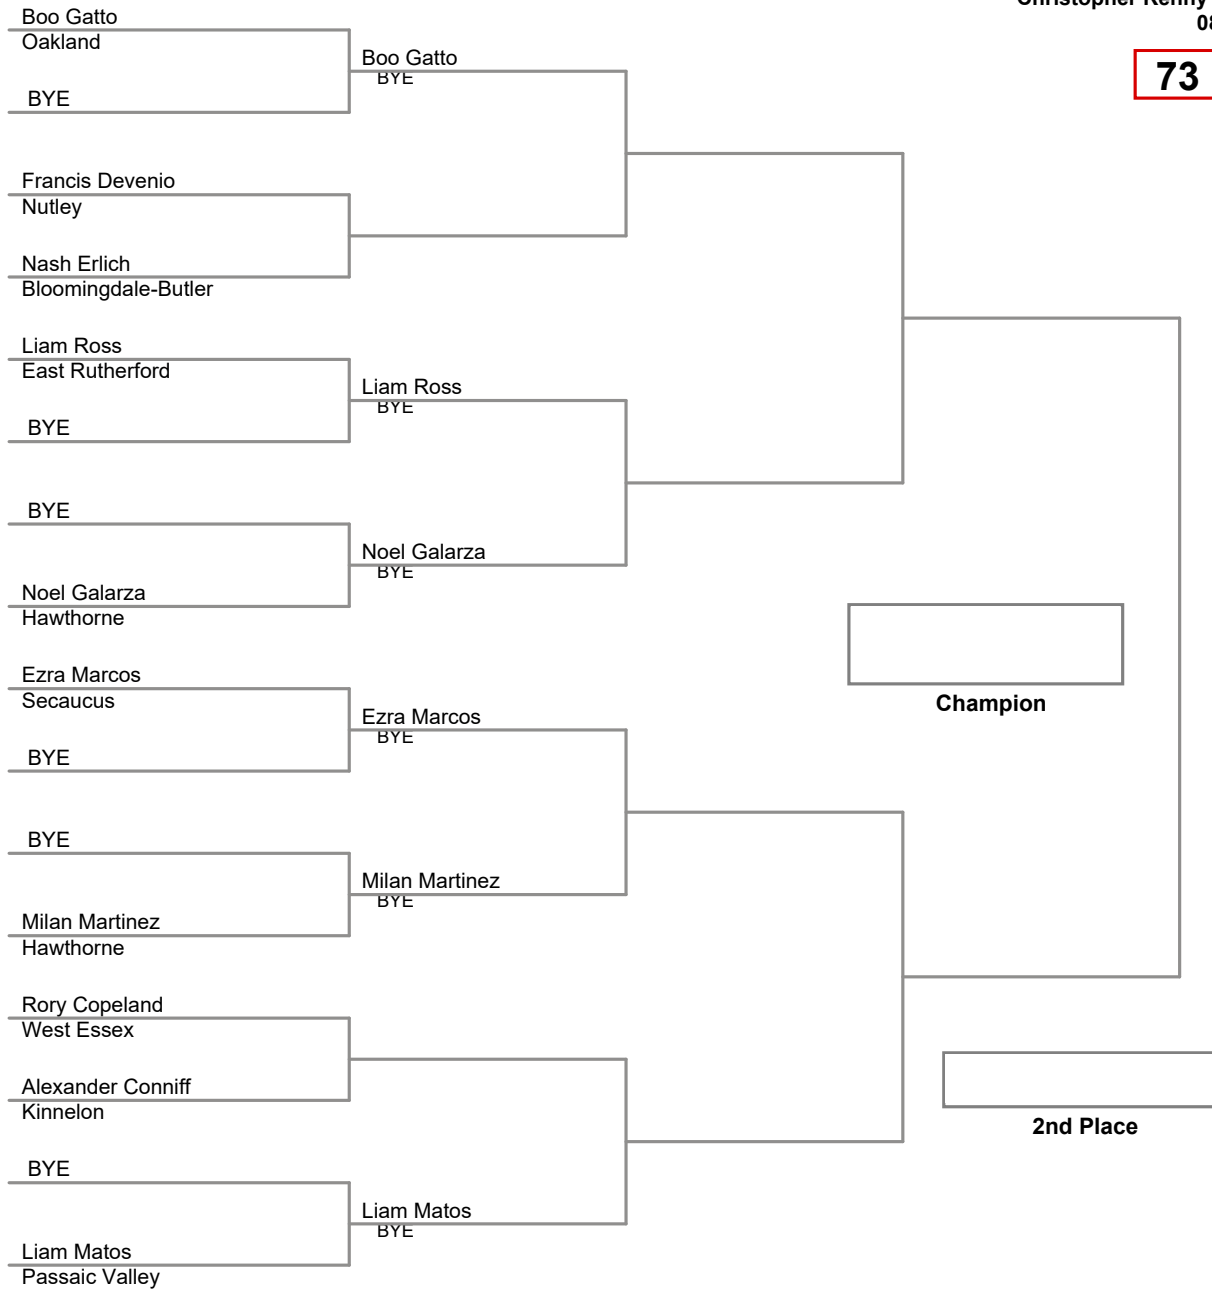 Christopher Kenny
08
73
Boo Gatto
Oakland
BYE
Boo Gatto
BYE
Francis Devenio
Nutley
Nash Erlich
Bloomingdale-Butler
Liam Ross
East Rutherford
BYE
Liam Ross
BYE
BYE
Noel Galarza
Hawthorne
Noel Galarza
BYE
Ezra Marcos
Secaucus
BYE
Ezra Marcos
BYE
BYE
Milan Martinez
Hawthorne
Milan Martinez
BYE
Rory Copeland
West Essex
Alexander Conniff
Kinnelon
BYE
Liam Matos
Passaic Valley
Liam Matos
BYE
Champion
2nd Place